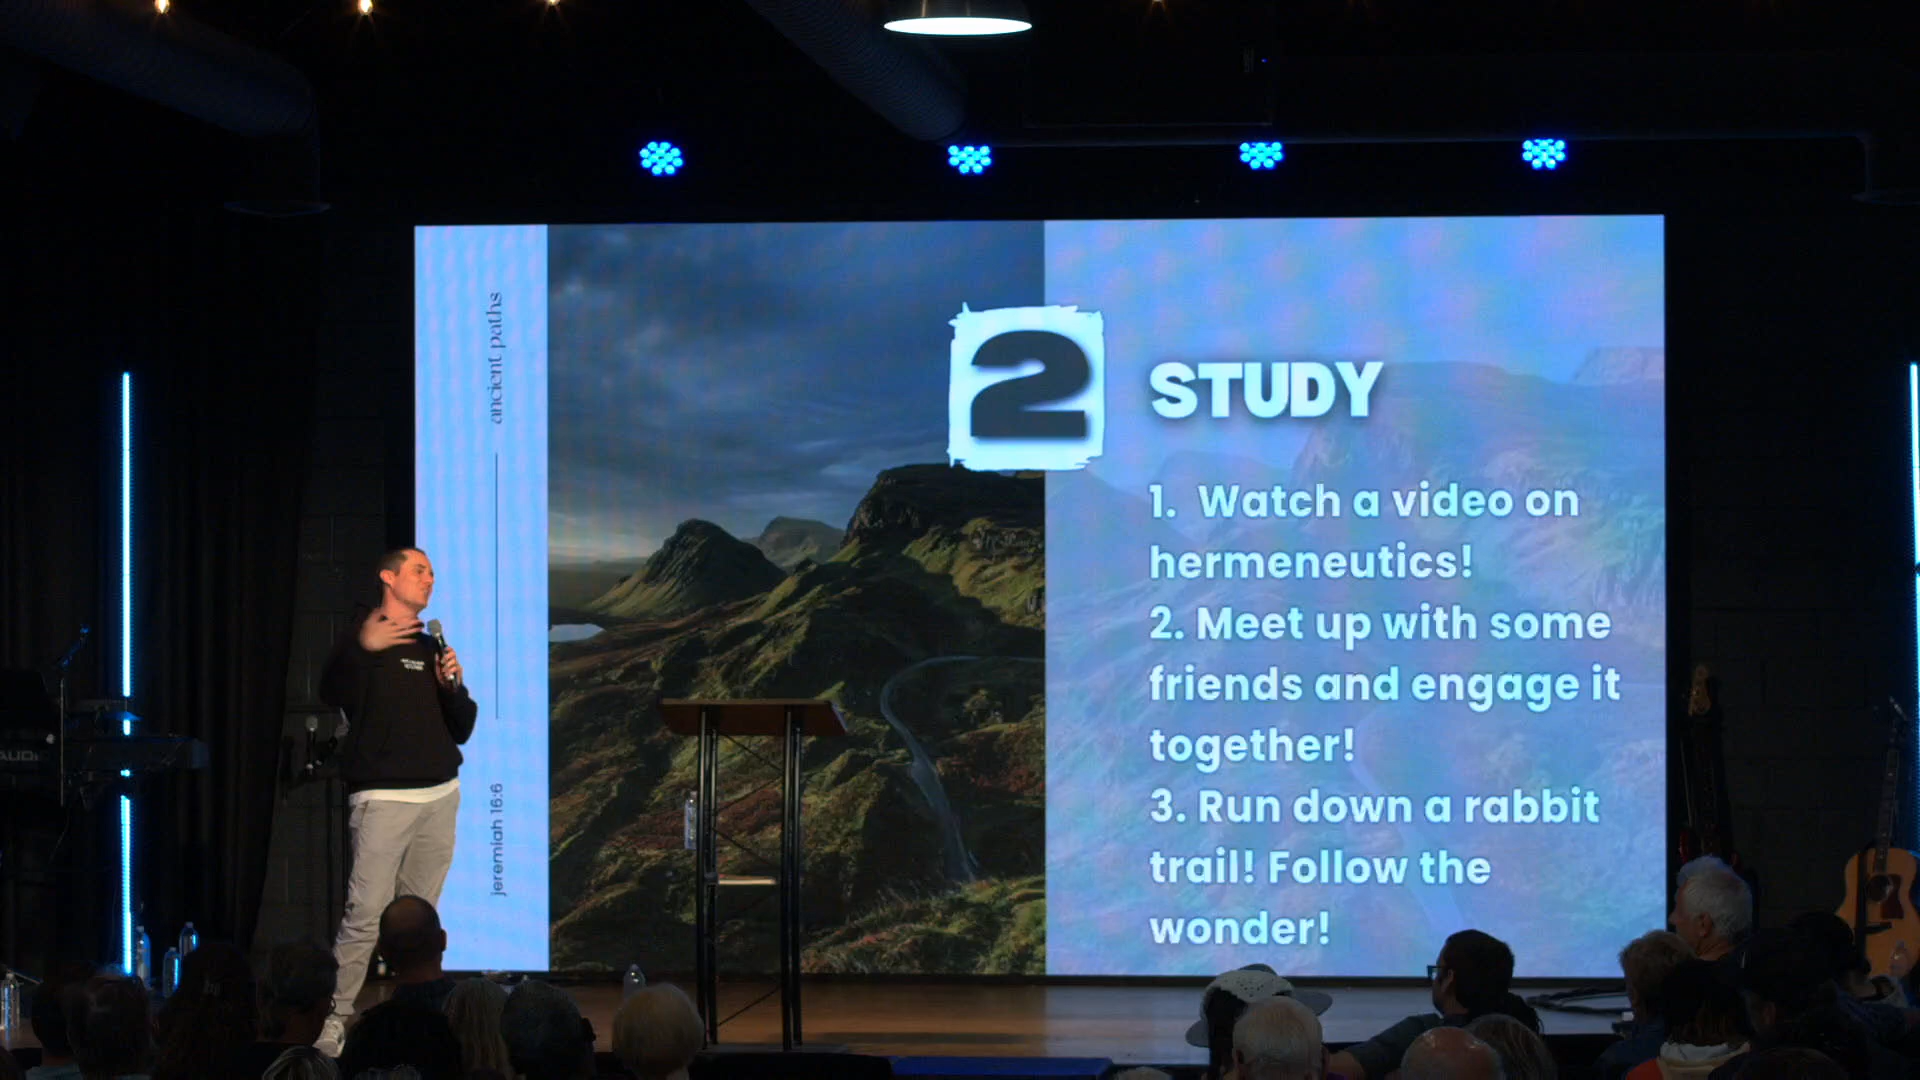 ancient paths
jeremiah 16:6
2
STUDY
1. Watch a video on
hermeneutics!
2. Meet up with some
friends and engage it
together!
3. Run down a rabbit
trail! Follow the
wonder!